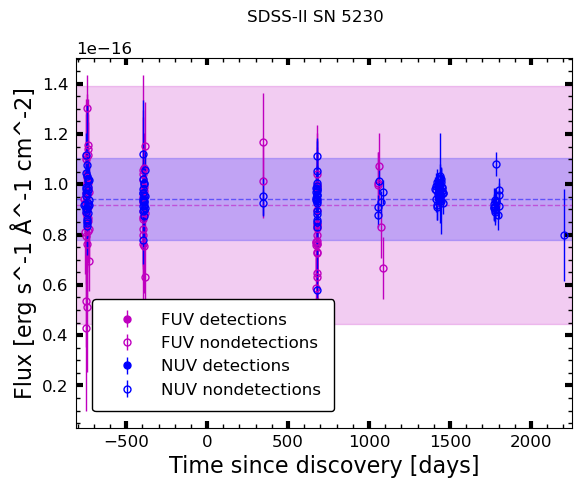 SDSS-II SN 5230
1e−16
Flux [erg s^-1 Å^-1 cm^-2]
1.4
1.2
1.0
0.8
0.6
0.4
0.2
FUV detections
FUV nondetections
NUV detections
NUV nondetections
−500 0 500 1000 1500 2000
Time since discovery [days]